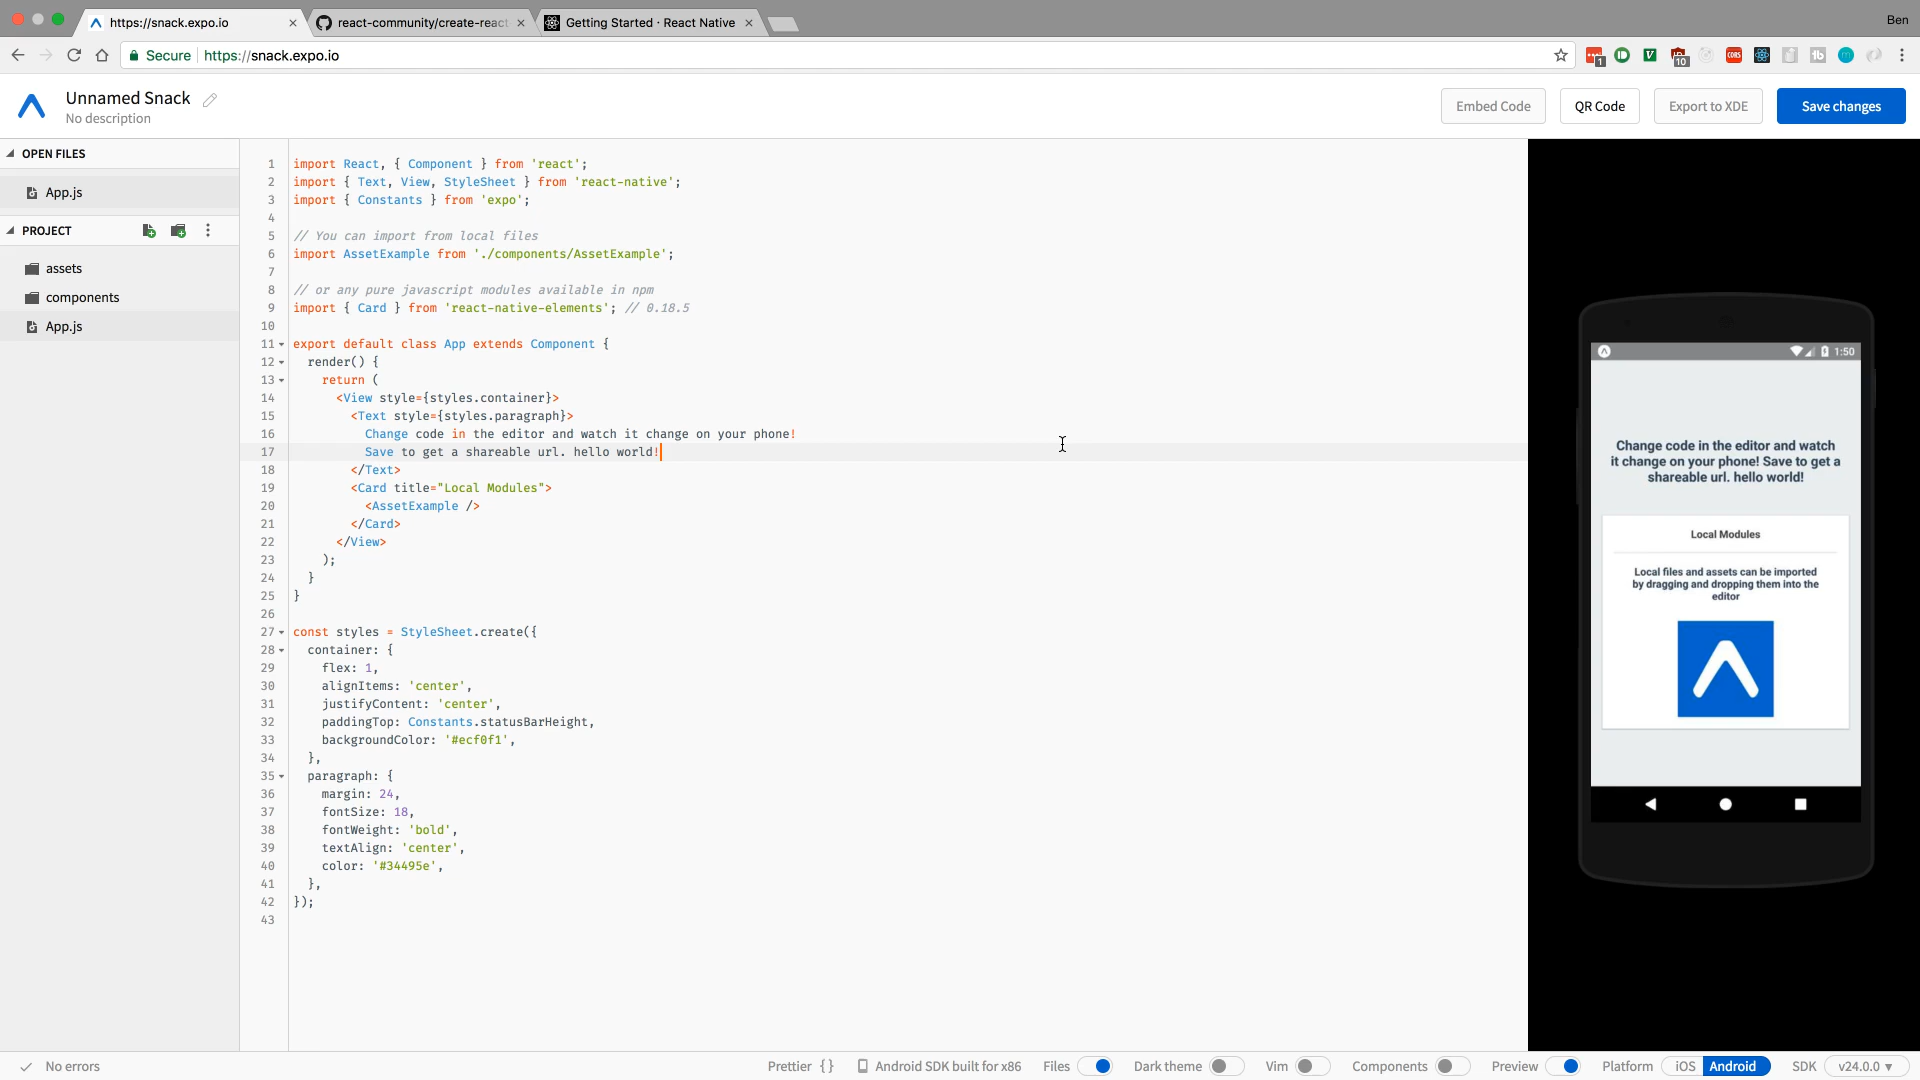 https://snack.expo.io
react-community/create-react
Getting Started · React Native
Ben
Secure
https://snack.expo.io
1
10
CORS
Unnamed Snack
No description
Embed Code
QR Code
Export to XDE
Save changes
OPEN FILES
App.js
PROJECT
assets
components
App.js
1 import React, { Component } from 'react';
2 import { Text, View, StyleSheet } from 'react-native';
3 import { Constants } from 'expo';
4
5 // You can import from local files
6 import AssetExample from './components/AssetExample';
7
8 // or any pure javascript modules available in npm
9 import { Card } from 'react-native-elements'; // 0.18.5
10
11 export default class App extends Component {
12 render() {
13 return (
14 <View style={styles.container}>
15 <Text style={styles.paragraph}>
16 Change code in the editor and watch it change on your phone!
17 Save to get a shareable url. hello world!
18 </Text>
19 <Card title="Local Modules">
20 <AssetExample />
21 </Card>
22 </View>
23 );
24 }
25 }
26
27 const styles = StyleSheet.create({
28 container: {
29 flex: 1,
30 alignItems: 'center',
31 justifyContent: 'center',
32 paddingTop: Constants.statusBarHeight,
33 backgroundColor: '#ecf0f1',
34 },
35 paragraph: {
36 margin: 24,
37 fontSize: 18,
38 fontWeight: 'bold',
39 textAlign: 'center',
40 color: '#34495e',
41 },
42 });
43
1:50
Change code in the editor and watch
it change on your phone! Save to get a
shareable url. hello world!
Local Modules
Local files and assets can be imported
by dragging and dropping them into the
editor
No errors
Prettier {}
Android SDK built for x86
Files
Dark theme
Vim
Components
Preview
Platform
iOS
Android
SDK
v24.0.0